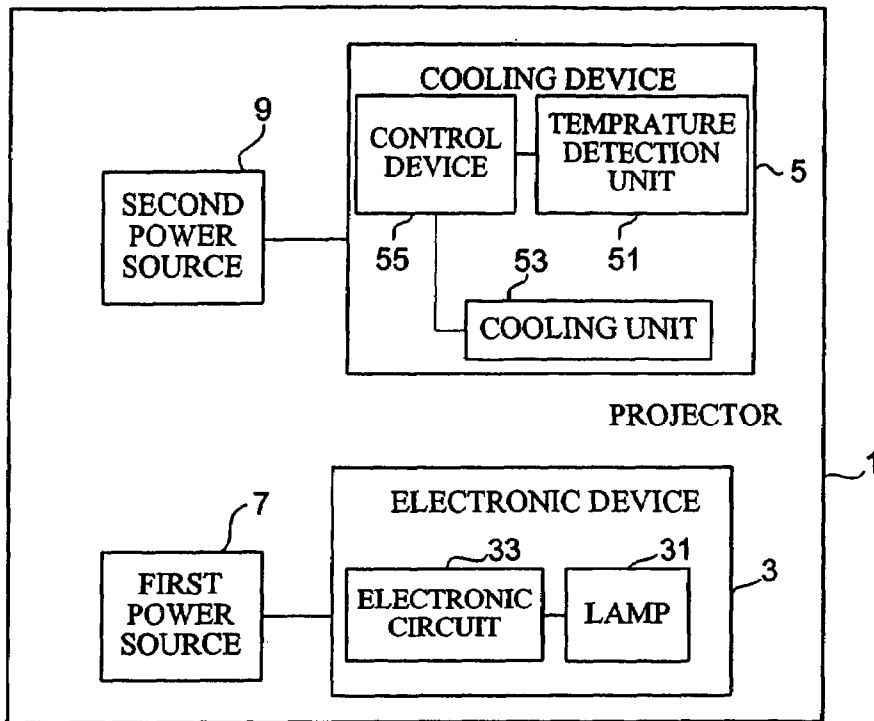 COOLING DEVICE
9
CONTROL
DEVICE
TEMPRATURE
DETECTION
UNIT
5
SECOND
POWER
SOURCE
55
51
53
COOLING UNIT
PROJECTOR
1
7
ELECTRONIC DEVICE
33
31
3
FIRST
POWER
SOURCE
ELECTRONIC
CIRCUIT
LAMP